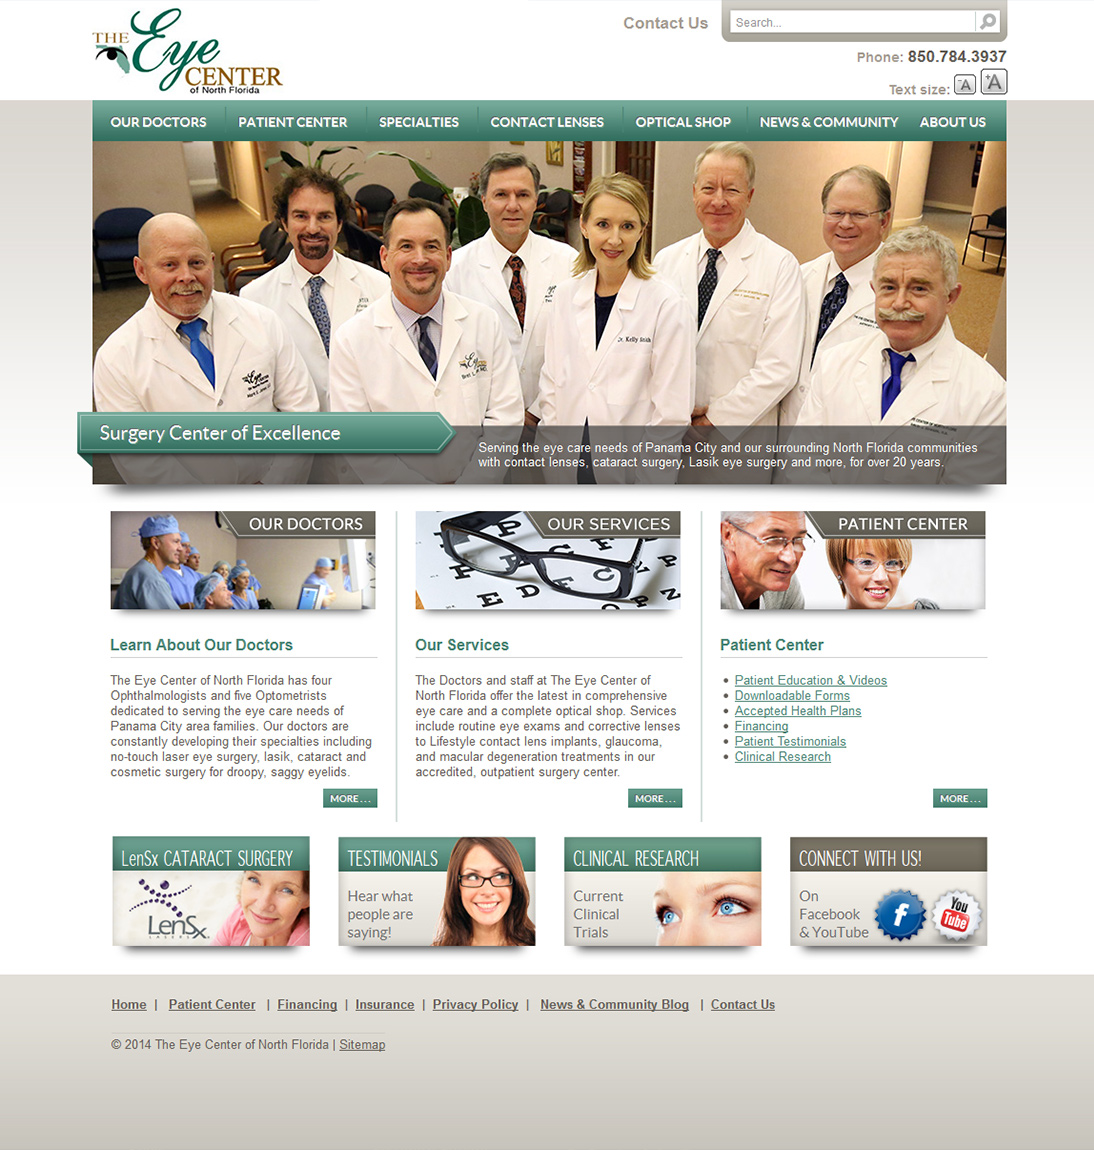 THE Eye CENTER
of North Florida
Contact Us
Search...
Phone: 850.784.3937
Text size: -A +A
OUR DOCTORS PATIENT CENTER SPECIALTIES CONTACT LENSES OPTICAL SHOP NEWS & COMMUNITY ABOUT US
Dr. Kelly Smith
Surgery Center of Excellence
Serving the eye care needs of Panama City and our surrounding North Florida communities
with contact lenses, cataract surgery, Lasik eye surgery and more, for over 20 years.
OUR DOCTORS
OUR SERVICES
PATIENT CENTER
Learn About Our Doctors
The Eye Center of North Florida has four
Ophthalmologists and five Optometrists
dedicated to serving the eye care needs of
Panama City area families. Our doctors are
constantly developing their specialties including
no-touch laser eye surgery, lasik, cataract and
cosmetic surgery for droopy, saggy eyelids.
MORE...
Our Services
The Doctors and staff at The Eye Center of
North Florida offer the latest in comprehensive
eye care and a complete optical shop. Services
include routine eye exams and corrective lenses
to Lifestyle contact lens implants, glaucoma,
and macular degeneration treatments in our
accredited, outpatient surgery center.
MORE...
Patient Center
• Patient Education & Videos
• Downloadable Forms
• Accepted Health Plans
• Financing
• Patient Testimonials
• Clinical Research
MORE...
LenSx CATARACT SURGERY
LenSx
LASERS
TESTIMONIALS
Hear what
people are
saying!
CLINICAL RESEARCH
Current
Clinical
Trials
CONNECT WITH US!
On
Facebook
& YouTube
f
You
Tube
Home | Patient Center | Financing | Insurance | Privacy Policy | News & Community Blog | Contact Us
© 2014 The Eye Center of North Florida | Sitemap